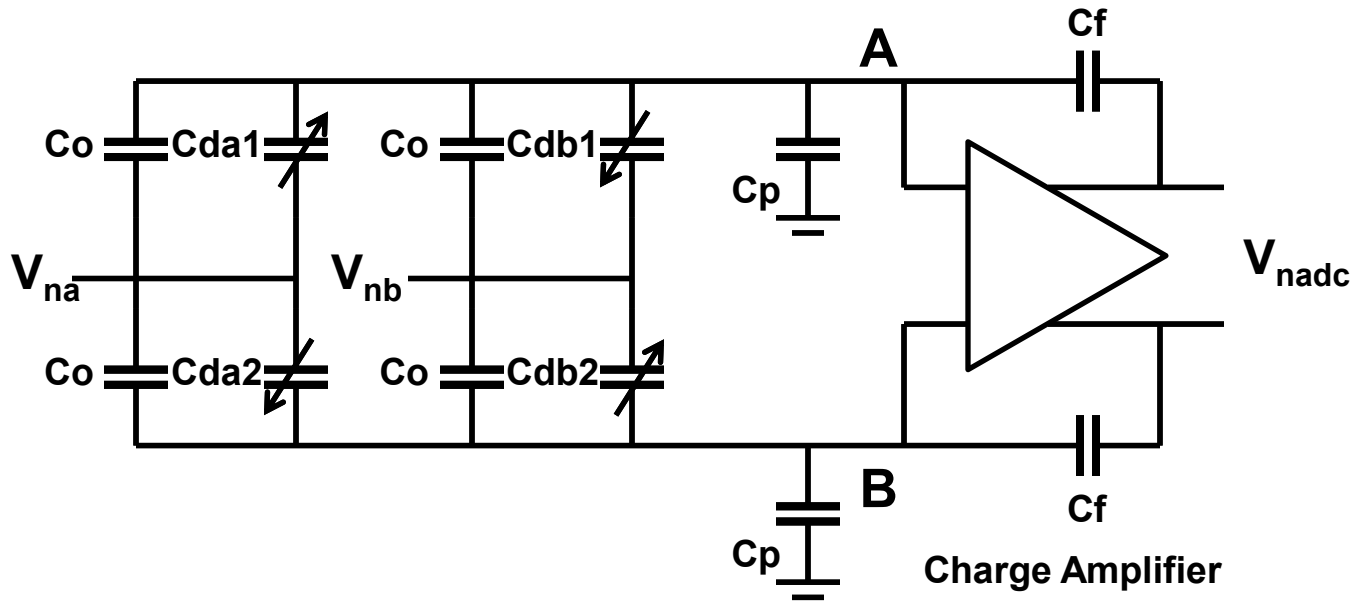 Cf
A
Co
Cda1
Co
Cdb1
Cp
Vna
Vnb
Vnadc
Co
Cda2
Co
Cdb2
B
Cf
Cp
Charge Amplifier